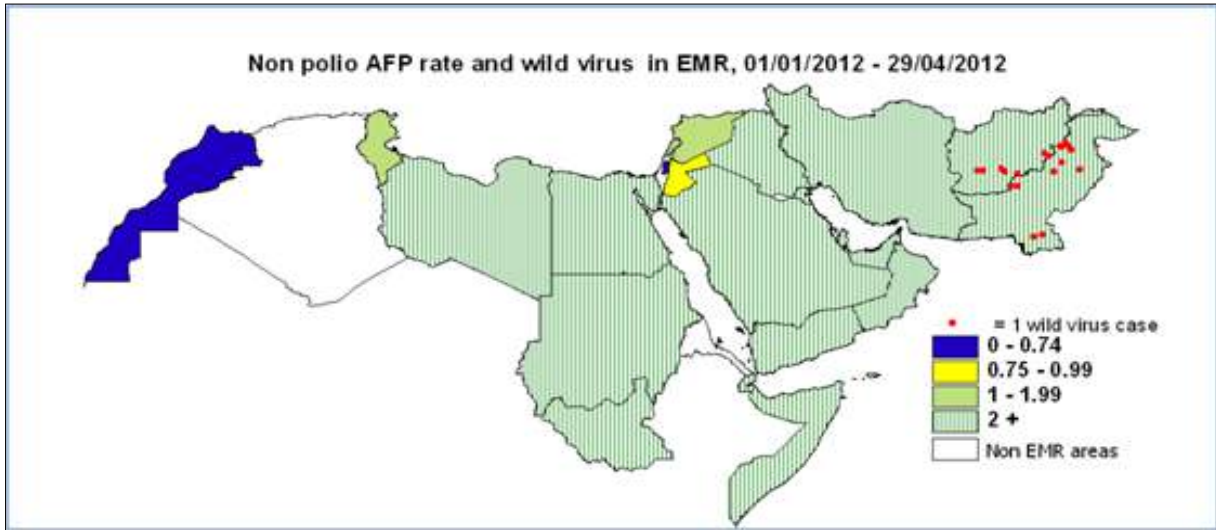 Non polio AFP rate and wild virus in EMR, 01/01/2012 - 29/04/2012
= 1 wild virus case
0 - 0.74
0.75 - 0.99
1 - 1.99
2 +
Non EMR areas